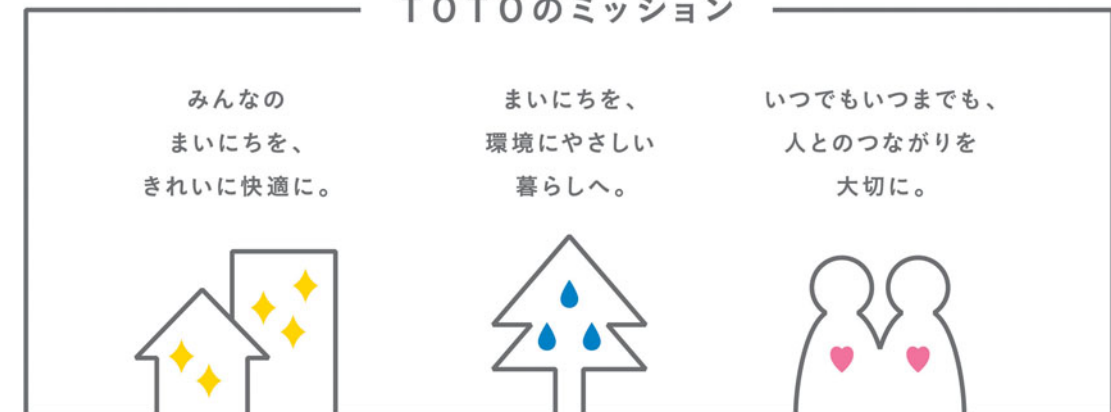 TOTOのミッション
みんなの
まいにちを、
きれいに快適に。
まいにちを、
環境にやさしい
暮らしへ。
いつでもいつまでも、
人とのつながりを
大切に。